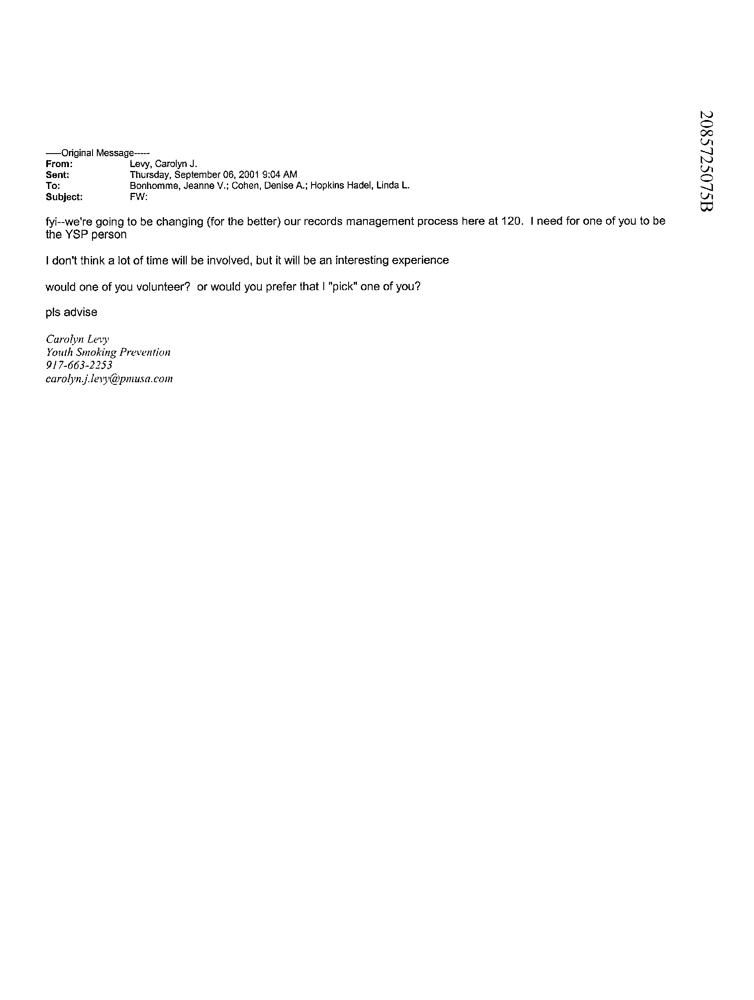 -----Original Message-----
From: Levy, Carolyn J.
Sent: Thursday, September 06, 2001 9:04 AM
To: Bonhomme, Jeanne V.; Cohen, Denise A.; Hopkins Hadel, Linda L.
Subject: FW:
fyi--we're going to be changing (for the better) our records management process here at 120. I need for one of you to be
the YSP person
I don't think a lot of time will be involved, but it will be an interesting experience
would one of you volunteer? or would you prefer that I "pick" one of you?
pls advise
Carolyn Levy
Youth Smoking Prevention
917-663-2253
carolyn.j.levy@pmusa.com
2085725075B